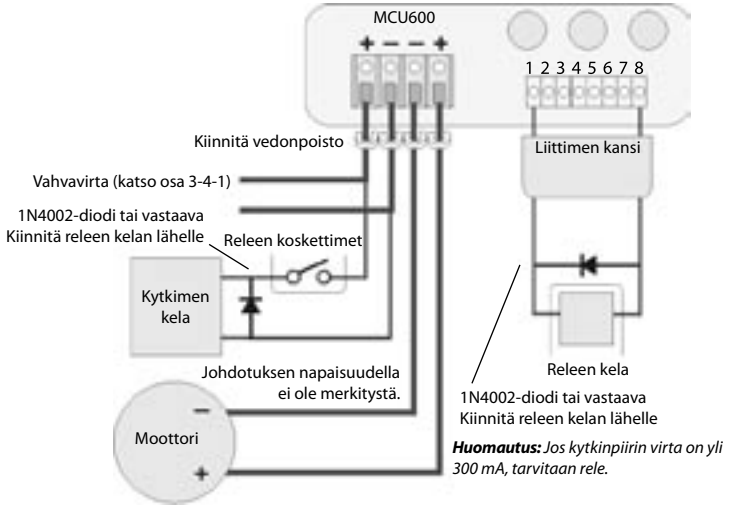 MCU600
+ − − +
1 2 3 4 5 6 7 8
Kiinnitä vedonpoisto
Liittimen kansi
Vahvavirta (katso osa 3-4-1)
1N4002-diodi tai vastaava
Kiinnitä releen kelan lähelle
Releen koskettimet
Kytkimen
kela
Releen kela
Johdotuksen napaisuudella
ei ole merkitystä.
1N4002-diodi tai vastaava
Kiinnitä releen kelan lähelle
−
Moottori
+
Huomautus: Jos kytkinpiirin virta on yli
300 mA, tarvitaan rele.